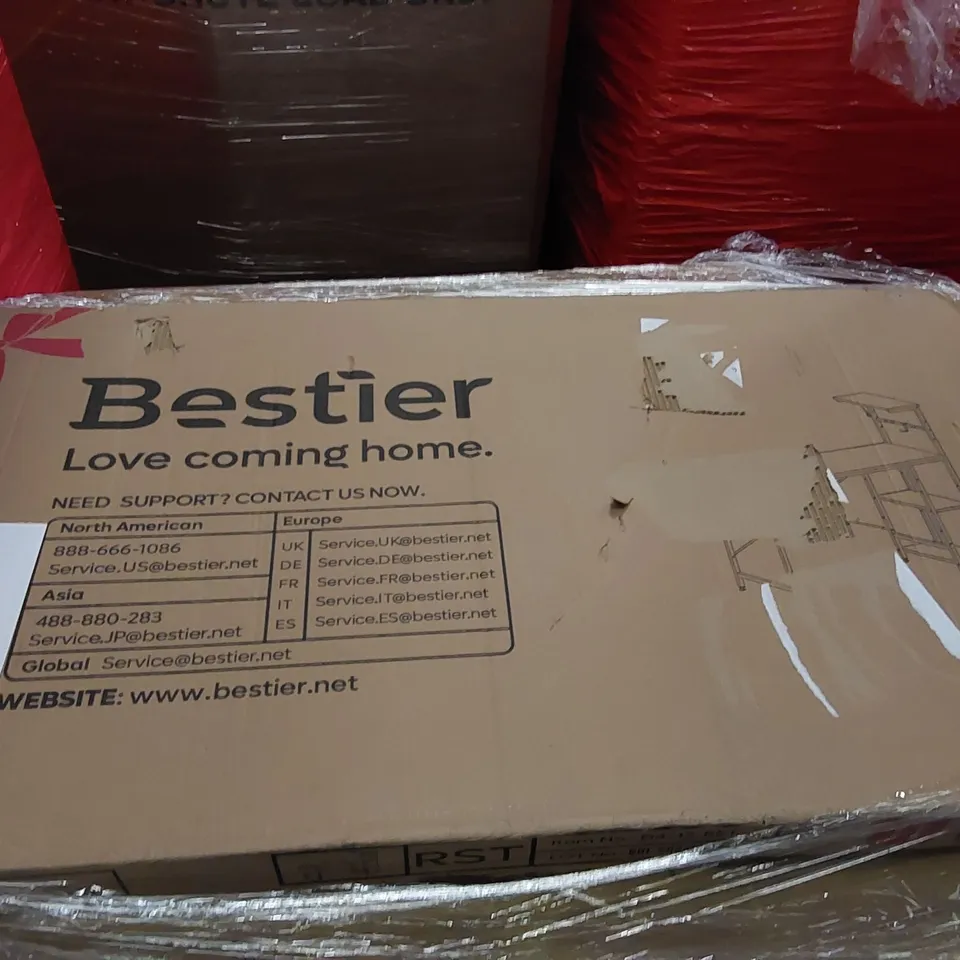 Bestier
Love coming home.
NEED SUPPORT? CONTACT US NOW.
North American
888-666-1086
Service.US@bestier.net
Asia
488-880-283
Service.JP@bestier.net
Europe
UK Service.UK@bestier.net
DE Service.DE@bestier.net
FR Service.FR@bestier.net
IT Service.IT@bestier.net
ES Service.ES@bestier.net
Global Service@bestier.net
WEBSITE: www.bestier.net
RST